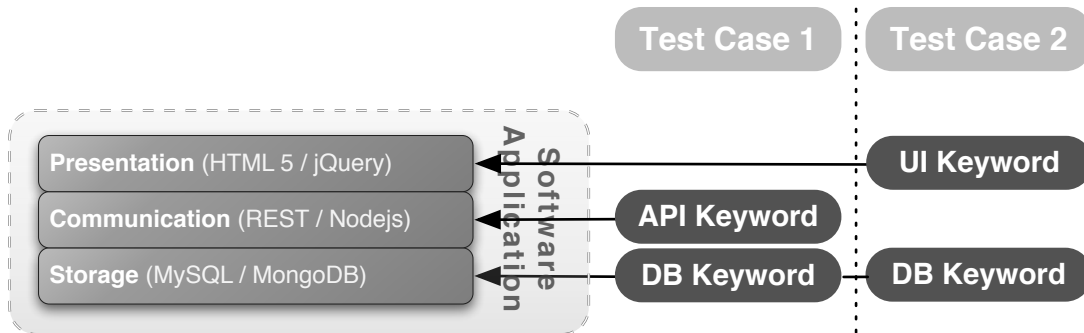 Test Case 1
Test Case 2
Software
Application
Presentation (HTML 5 / jQuery)
UI Keyword
Communication (REST / Nodejs)
API Keyword
Storage (MySQL / MongoDB)
DB Keyword
DB Keyword